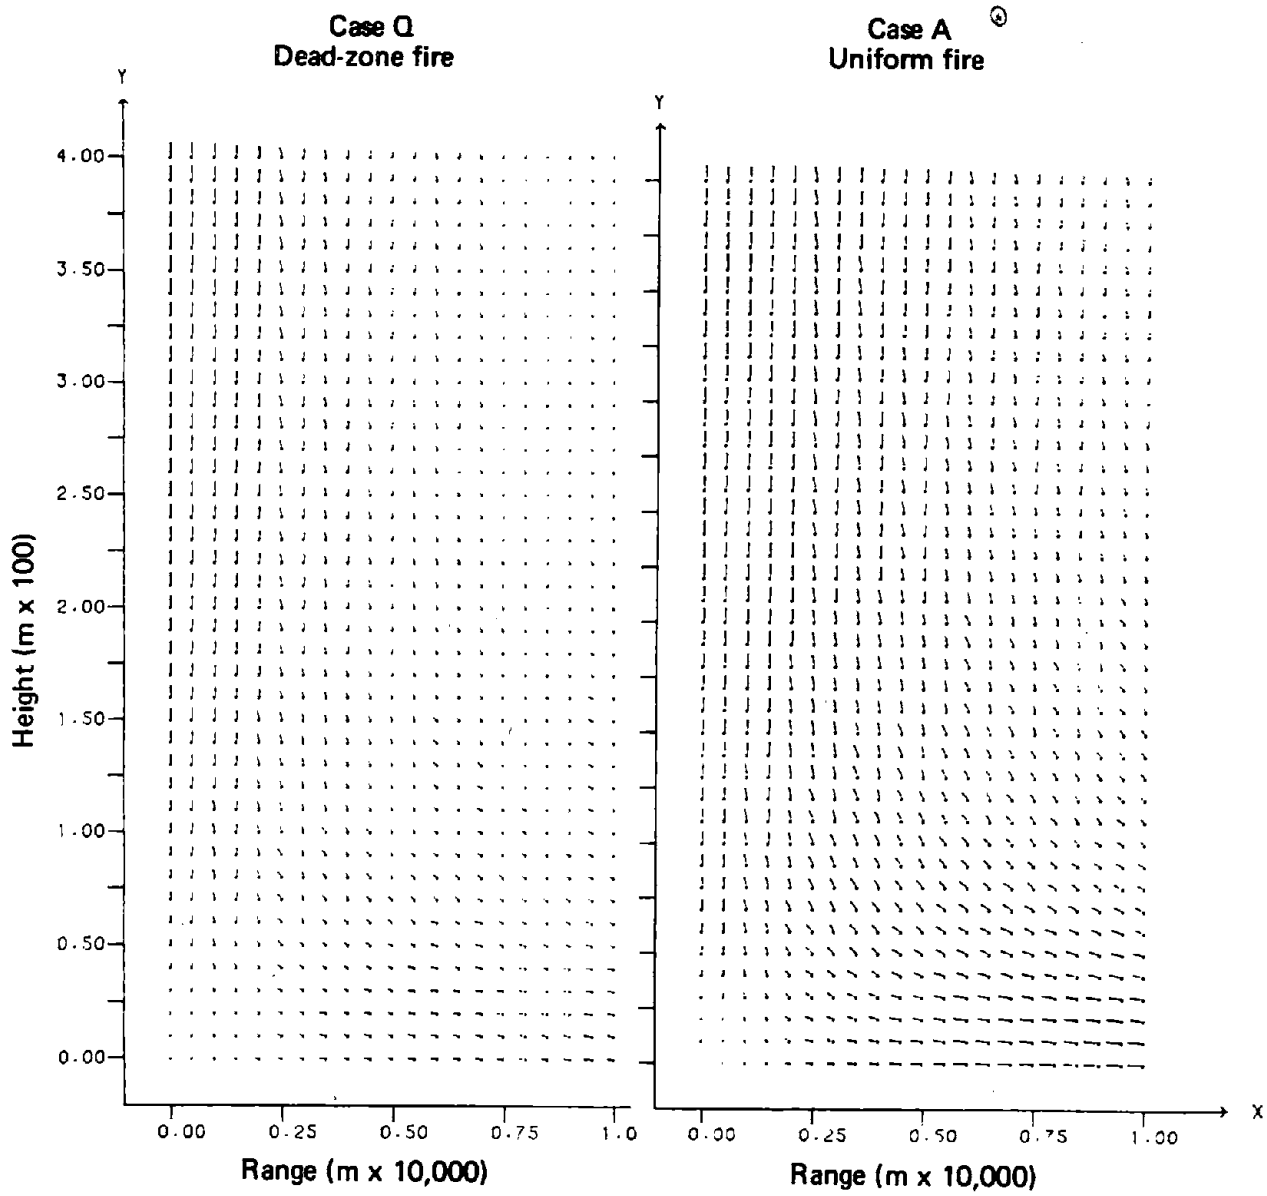 Case Q
Dead-zone fire
Case A
Uniform fire
Y
Y
4.00
3.50
3.00
2.50
2.00
1.50
1.00
0.50
0.00
Height (m x 100)
0.00 0.25 0.50 0.75 1.0
0.00 0.25 0.50 0.75 1.00
X
Range (m x 10,000)
Range (m x 10,000)